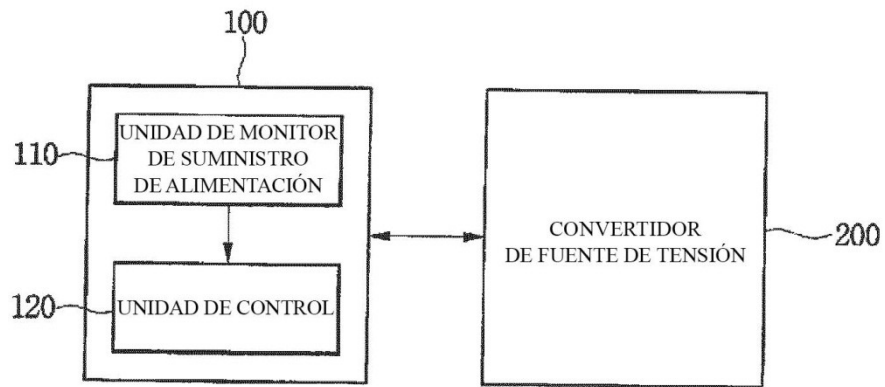 100
110
UNIDAD DE MONITOR
DE SUMINISTRO
DE ALIMENTACIÓN
120
UNIDAD DE CONTROL
CONVERTIDOR
DE FUENTE DE TENSIÓN
200